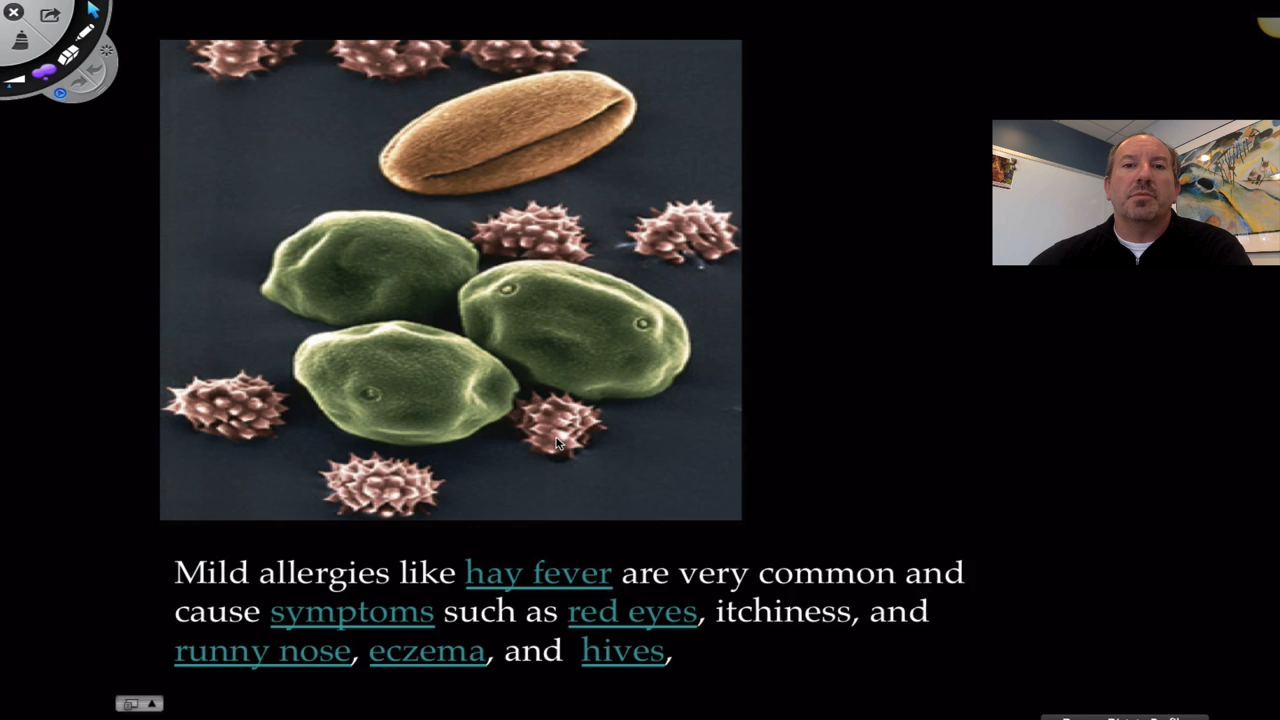 Mild allergies like hay fever are very common and
cause symptoms such as red eyes, itchiness, and
runny nose, eczema, and hives,